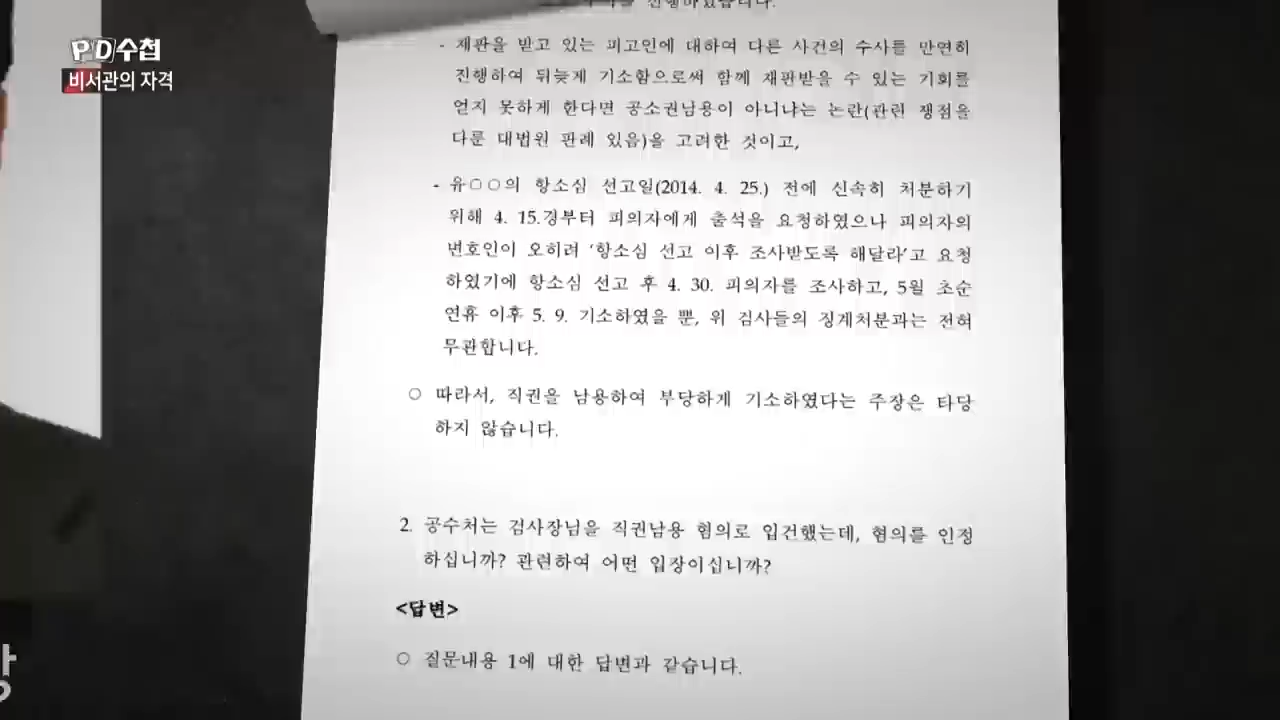 PD수첩
비서관의 자격
진행하였습니다.
- 재판을 받고 있는 피고인에 대하여 다른 사건의 수사를 만연히
진행하여 뒤늦게 기소함으로써 함께 재판받을 수 있는 기회를
얻지 못하게 한다면 공소권남용이 아니냐는 논란(관련 쟁점을
다룬 대법원 판례 있음)을 고려한 것이고,
- 유○○의 항소심 선고일(2014. 4. 25.) 전에 신속히 처분하기
위해 4. 15.경부터 피의자에게 출석을 요청하였으나 피의자의
변호인이 오히려 ‘항소심 선고 이후 조사받도록 해달라’고 요청
하였기에 항소심 선고 후 4. 30. 피의자를 조사하고, 5월 초순
연휴 이후 5. 9. 기소하였을 뿐, 위 검사들의 징계처분과는 전혀
무관합니다.
○ 따라서, 직권을 남용하여 부당하게 기소하였다는 주장은 타당
하지 않습니다.
2. 공수처는 검사장님을 직권남용 혐의로 입건했는데, 혐의를 인정
하십니까? 관련하여 어떤 입장이십니까?
<답변>
○ 질문내용 1에 대한 답변과 같습니다.